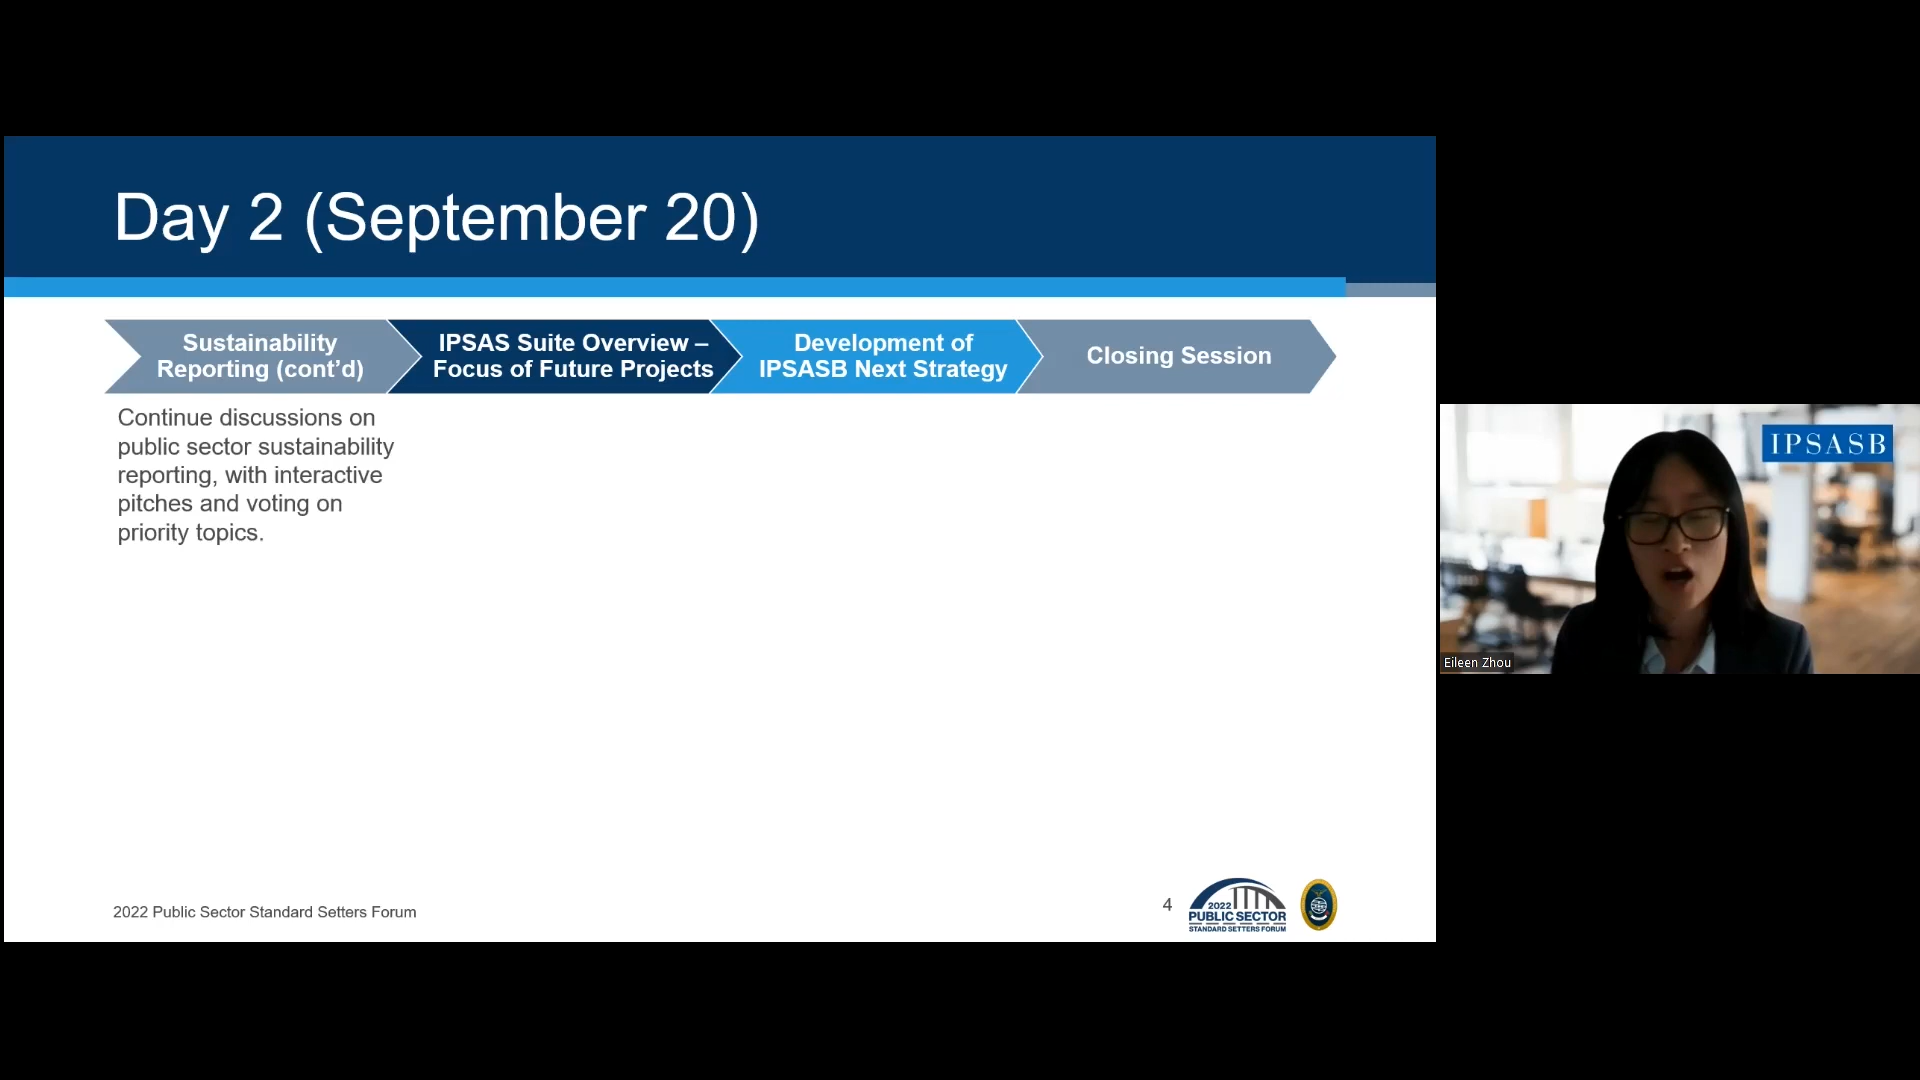 Day 2 (September 20)
Sustainability
Reporting (cont’d)
IPSAS Suite Overview –
Focus of Future Projects
Development of
IPSASB Next Strategy
Closing Session
Continue discussions on
public sector sustainability
reporting, with interactive
pitches and voting on
priority topics.
2022 Public Sector Standard Setters Forum
4
2022
PUBLIC SECTOR
STANDARD SETTERS FORUM
IPSASB
Eileen Zhou